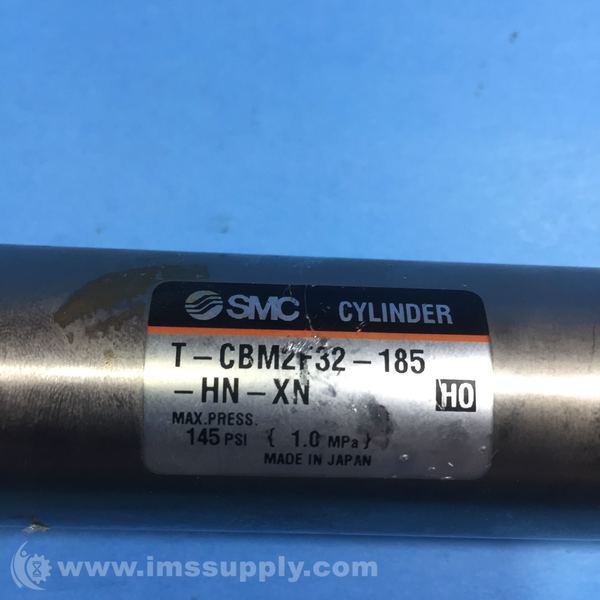 SMC CYLINDER
T-CBM2F32-185
-HN-XN HO
MAX.PRESS.
145 PSI { 1.0 MPa }
MADE IN JAPAN
www.imssupply.com